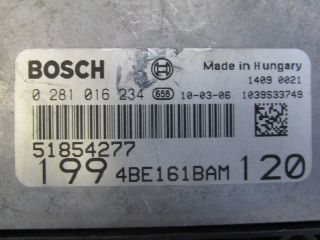 BOSCH Made in Hungary
1409 0021
0 281 016 234 656 10-03-06 1039S33749
51854277
199 4BE161BAM 120